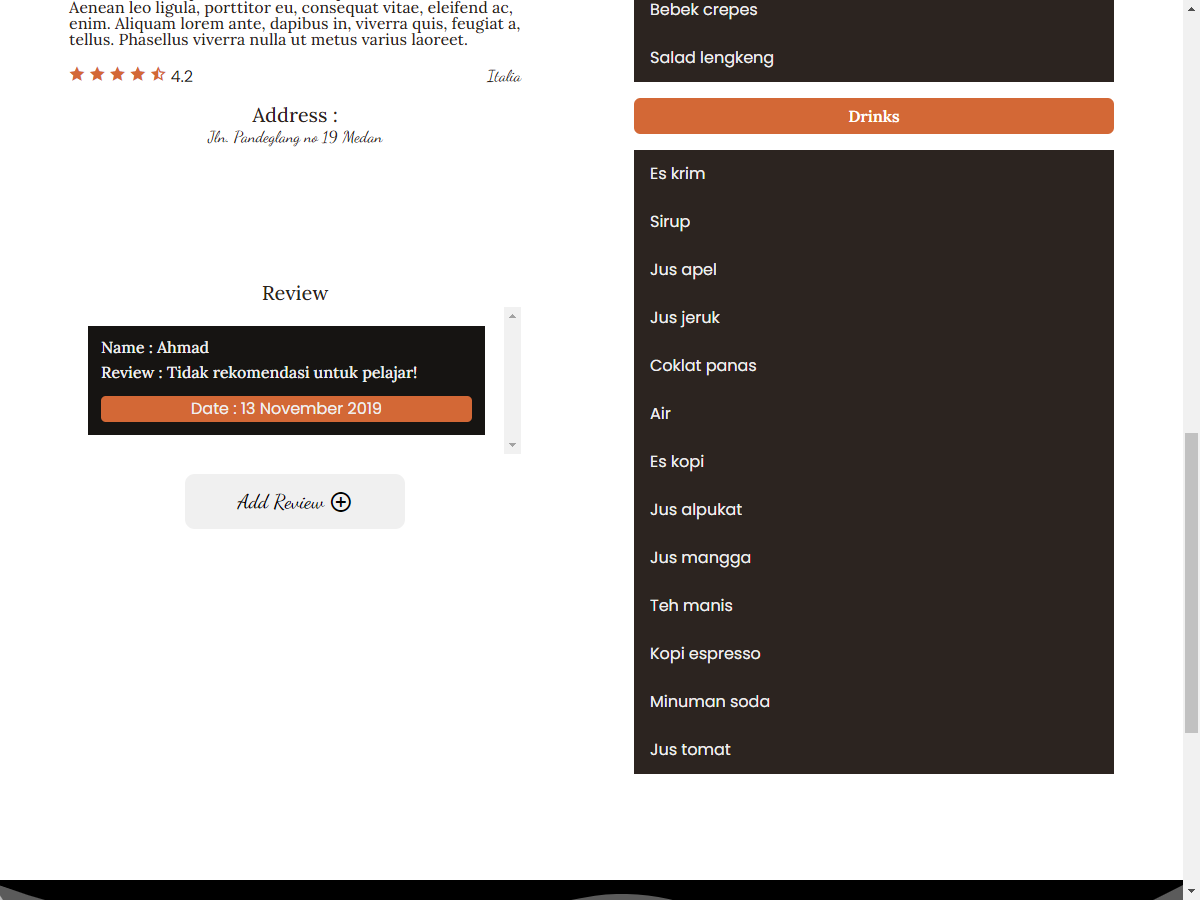 Aenean leo ligula, porttitor eu, consequat vitae, eleifend ac,
enim. Aliquam lorem ante, dapibus in, viverra quis, feugiat a,
tellus. Phasellus viverra nulla ut metus varius laoreet.
4.2
Italia
Address :
Jln. Pandeglang no 19 Medan
Review
Name : Ahmad
Review : Tidak rekomendasi untuk pelajar!
Date : 13 November 2019
Add Review
Bebek crepes
Salad lengkeng
Drinks
Es krim
Sirup
Jus apel
Jus jeruk
Coklat panas
Air
Es kopi
Jus alpukat
Jus mangga
Teh manis
Kopi espresso
Minuman soda
Jus tomat